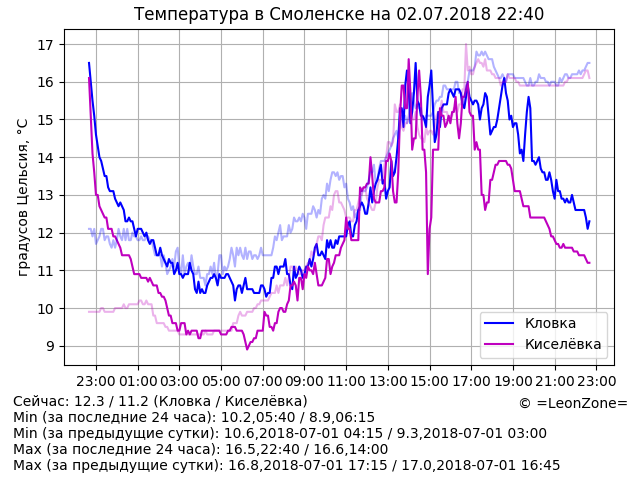 Температура в Смоленске на 02.07.2018 22:40
градусов Цельсия, °C
17
16
15
14
13
12
11
10
9
Кловка
Киселёвка
23:00 01:00 03:00 05:00 07:00 09:00 11:00 13:00 15:00 17:00 19:00 21:00 23:00
Сейчас: 12.3 / 11.2 (Кловка / Киселёвка)
© =LeonZone=
Min (за последние 24 часа): 10.2,05:40 / 8.9,06:15
Min (за предыдущие сутки): 10.6,2018-07-01 04:15 / 9.3,2018-07-01 03:00
Max (за последние 24 часа): 16.5,22:40 / 16.6,14:00
Max (за предыдущие сутки): 16.8,2018-07-01 17:15 / 17.0,2018-07-01 16:45